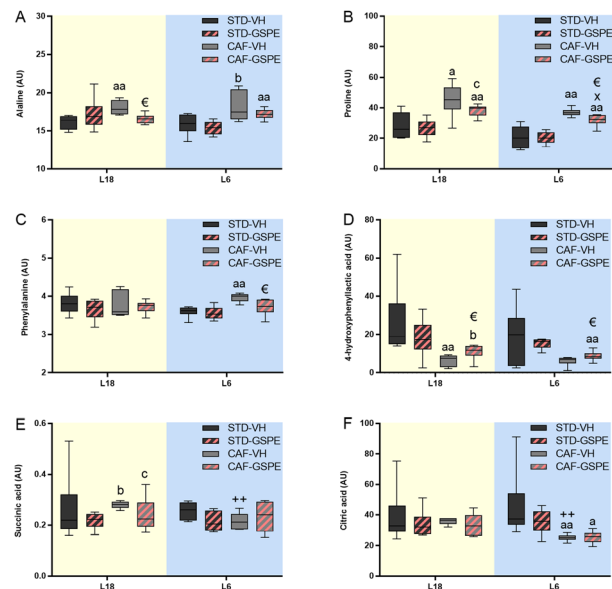 A
Alaline (AU)
30
25
20
15
10
aa
€
b
aa
STD-VH
STD-GSPE
CAF-VH
CAF-GSPE
L18
L6
B
Proline (AU)
100
80
60
40
20
0
a
c
aa
aa
€
x
aa
STD-VH
STD-GSPE
CAF-VH
CAF-GSPE
L18
L6
C
Phenylalanine (AU)
6
5
4
3
2
aa
€
STD-VH
STD-GSPE
CAF-VH
CAF-GSPE
L18
L6
D
4-hydroxyphenyllactic acid (AU)
80
60
40
20
0
aa
€
b
€
aa
STD-VH
STD-GSPE
CAF-VH
CAF-GSPE
L18
L6
E
Succinic acid (AU)
0.6
0.4
0.2
0.0
b
c
++
STD-VH
STD-GSPE
CAF-VH
CAF-GSPE
L18
L6
F
Citric acid (AU)
100
80
60
40
20
0
++
aa
a
STD-VH
STD-GSPE
CAF-VH
CAF-GSPE
L18
L6